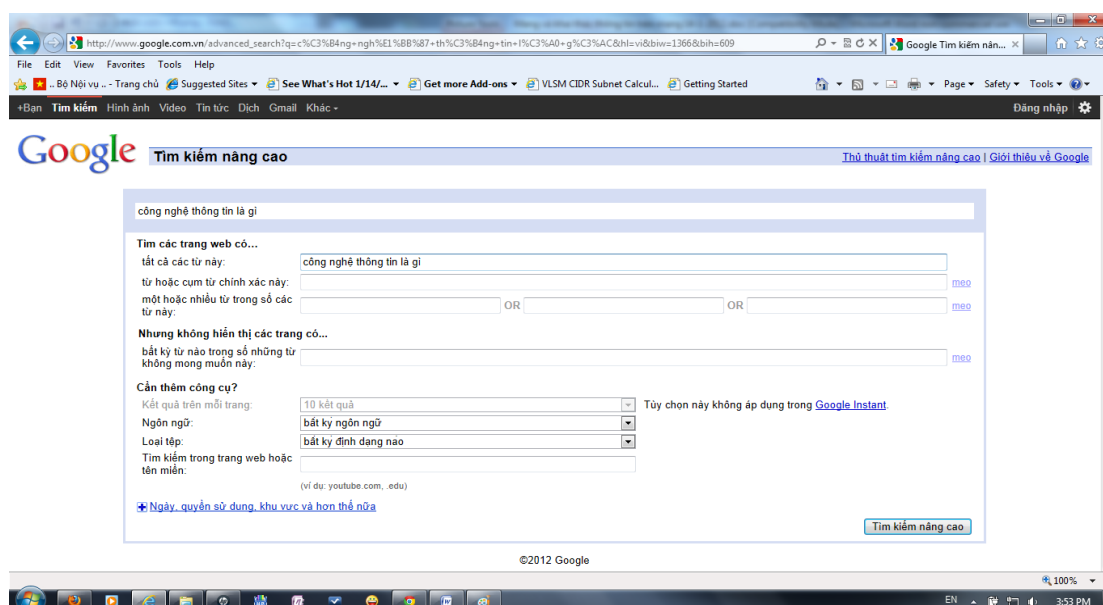 http://www.google.com.vn/advanced_search?q=c%C3%B4ng+ngh%E1%BB%87+th%C3%B4ng+tin+l%C3%A0+g%C3%AC&hl=vi&biw=1366&bih=609
Google Tìm kiếm nân...
File Edit View Favorites Tools Help
.. Bộ Nội vụ .. - Trang chủ Suggested Sites See What's Hot 1/14/... Get more Add-ons VLSM CIDR Subnet Calcul... Getting Started Page Safety Tools
+Bạn Tìm kiếm Hình ảnh Video Tin tức Dịch Gmail Khác Đăng nhập
Google Tìm kiếm nâng cao Thủ thuật tìm kiếm nâng cao | Giới thiệu về Google
công nghệ thông tin là gì
Tìm các trang web có...
tất cả các từ này: công nghệ thông tin là gì
từ hoặc cụm từ chính xác này: mẹo
một hoặc nhiều từ trong số các OR OR mẹo
từ này:
Nhưng không hiển thị các trang có...
bất kỳ từ nào trong số những từ mẹo
không mong muốn này:
Cần thêm công cụ?
Kết quả trên mỗi trang: 10 kết quả Tùy chọn này không áp dụng trong Google Instant.
Ngôn ngữ: bất kỳ ngôn ngữ
Loại tệp: bất kỳ định dạng nào
Tìm kiếm trong trang web hoặc
tên miền:
(ví dụ: youtube.com, .edu)
Ngày, quyền sử dụng, khu vực và hơn thế nữa
Tìm kiếm nâng cao
©2012 Google
100%
EN 3:53 PM